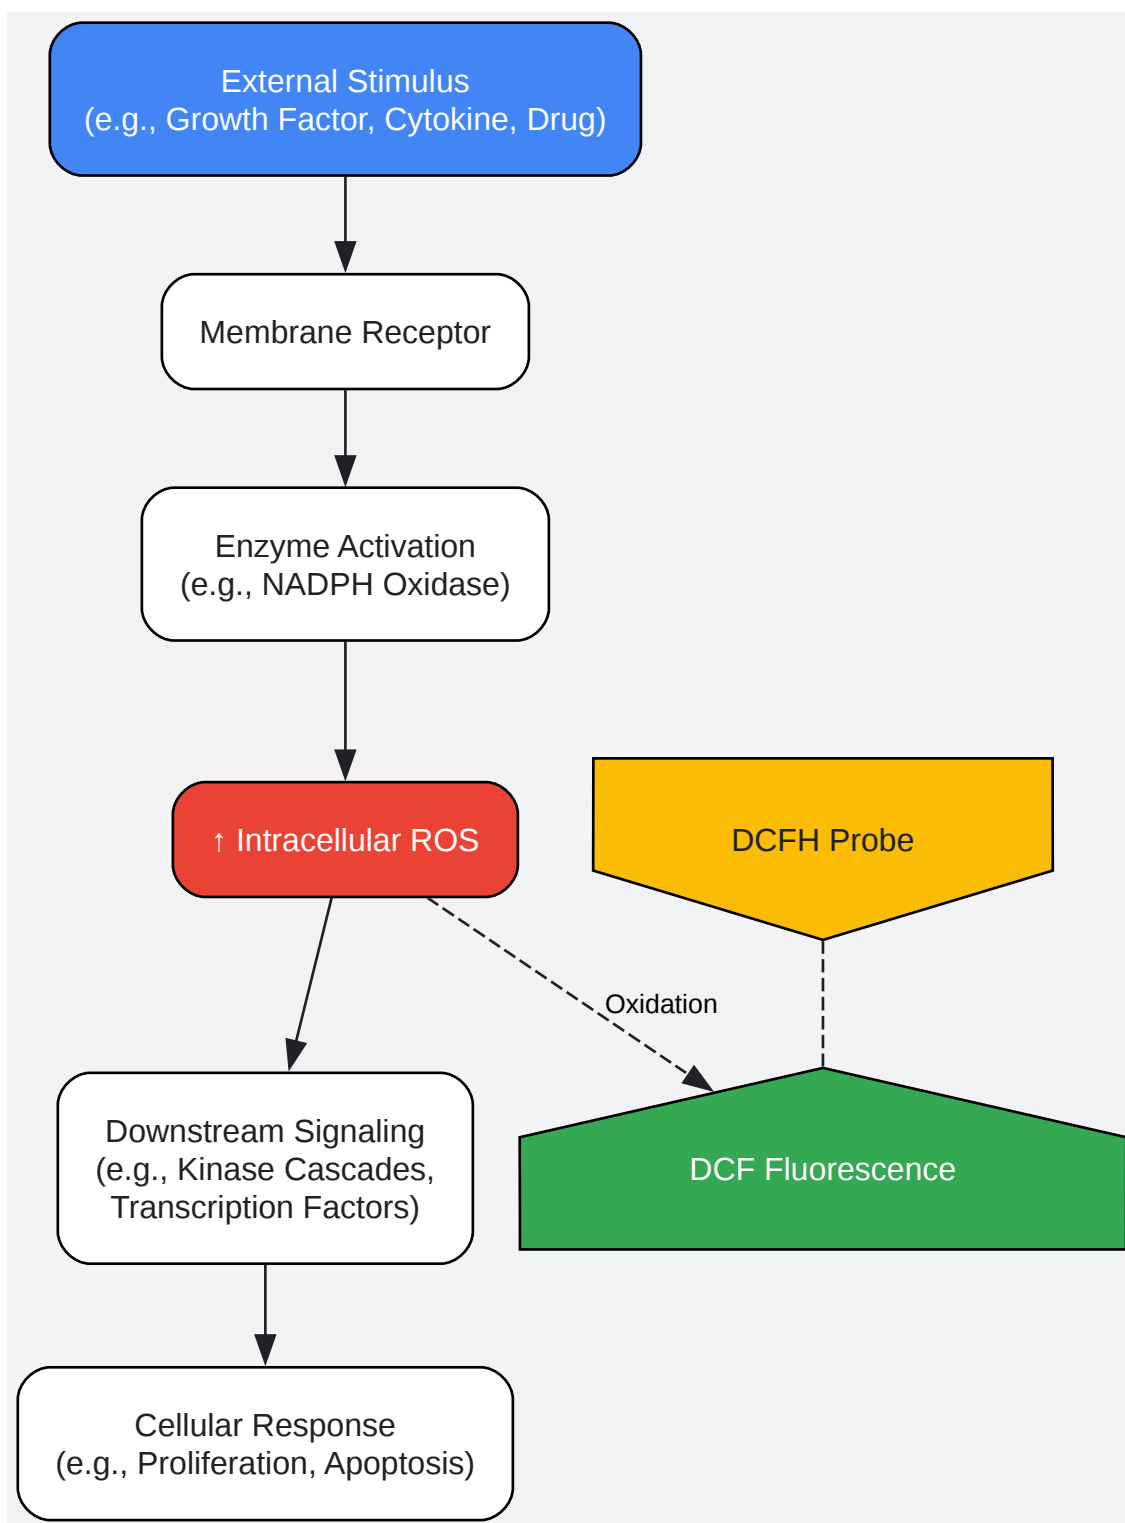 External Stimulus
(e.g., Growth Factor, Cytokine, Drug)
Membrane Receptor
Enzyme Activation
(e.g., NADPH Oxidase)
↑ Intracellular ROS
DCFH Probe
Oxidation
Downstream Signaling
(e.g., Kinase Cascades,
Transcription Factors)
DCF Fluorescence
Cellular Response
(e.g., Proliferation, Apoptosis)